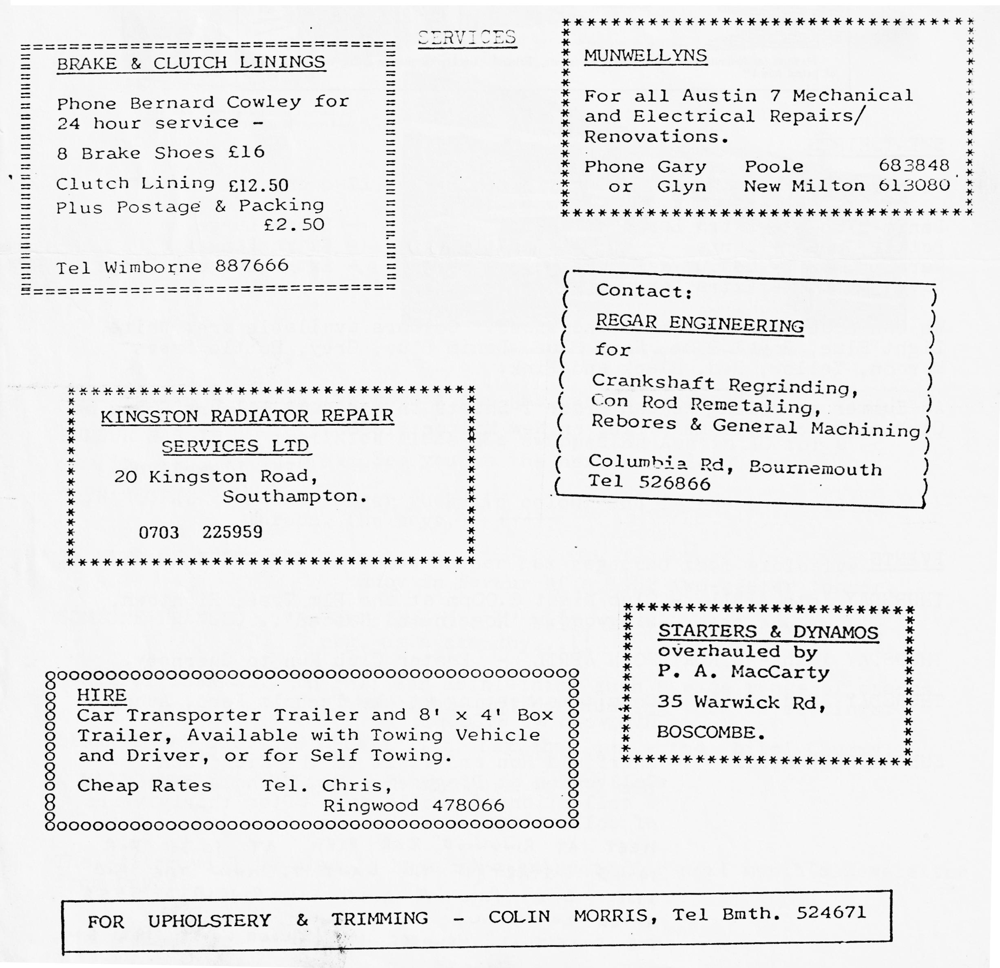 SERVICES
BRAKE & CLUTCH LININGS
Phone Bernard Cowley for
24 hour service -
8 Brake Shoes £16
Clutch Lining £12.50
Plus Postage & Packing
£2.50
Tel Wimborne 887666
MUNWELLYNS
For all Austin 7 Mechanical
and Electrical Repairs/
Renovations.
Phone Gary Poole 683848
or Glyn New Milton 613080
Contact:
REGAR ENGINEERING
for
Crankshaft Regrinding,
Con Rod Remetaling,
Rebores & General Machining
Columbia Rd, Bournemouth
Tel 526866
KINGSTON RADIATOR REPAIR
SERVICES LTD
20 Kingston Road,
Southampton.
0703 225959
STARTERS & DYNAMOS
overhauled by
P. A. MacCarty
35 Warwick Rd,
BOSCOMBE.
HIRE
Car Transporter Trailer and 8' x 4' Box
Trailer, Available with Towing Vehicle
and Driver, or for Self Towing.
Cheap Rates Tel. Chris,
Ringwood 478066
FOR UPHOLSTERY & TRIMMING - COLIN MORRIS, Tel Bmth. 524671